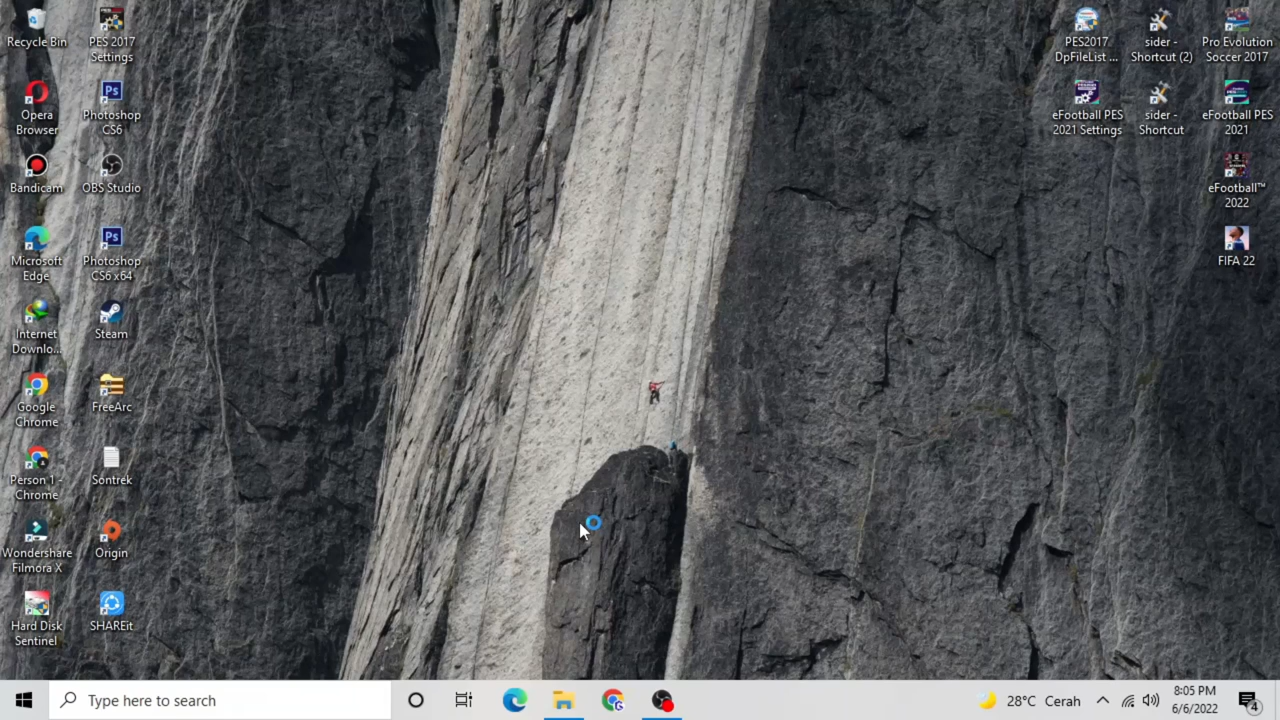 Recycle Bin
PES 2017
Settings
Opera
Browser
Photoshop
CS6
Bandicam
OBS Studio
Microsoft
Edge
Photoshop
CS6 x64
Internet
Downlo...
Steam
Google
Chrome
FreeArc
Person 1 -
Chrome
Sontrek
Wondershare
Filmora X
Origin
Hard Disk
Sentinel
SHAREit
PES2017
DpFileList ...
sider -
Shortcut (2)
Pro Evolution
Soccer 2017
eFootball PES
2021 Settings
sider -
Shortcut
eFootball PES
2021
eFootball™
2022
FIFA 22
Type here to search
28°C Cerah
8:05 PM
6/6/2022
4